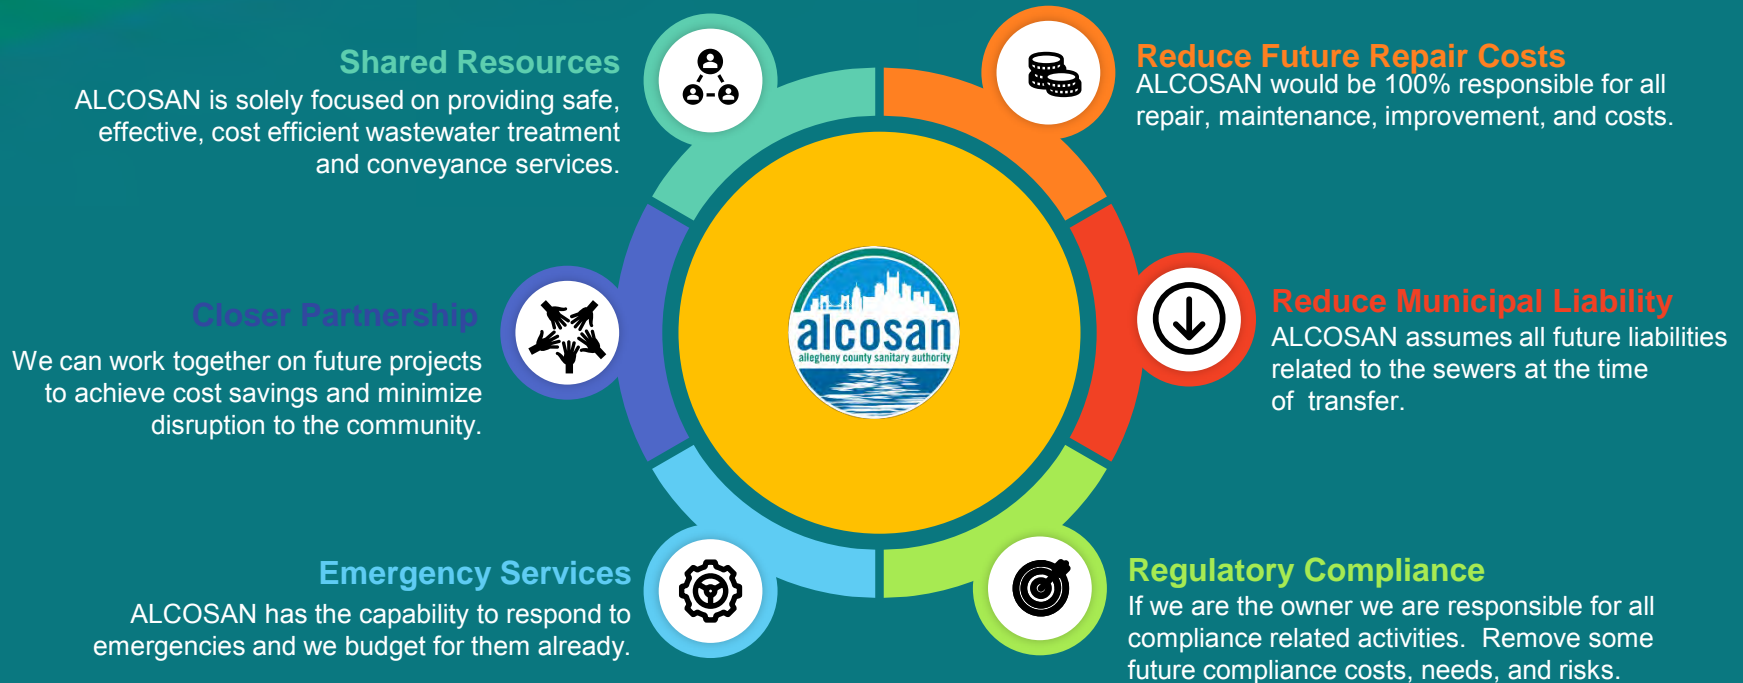 Shared Resources
ALCOSAN is solely focused on providing safe,
effective, cost efficient wastewater treatment
and conveyance services.
Reduce Future Repair Costs
ALCOSAN would be 100% responsible for all
repair, maintenance, improvement, and costs.
Closer Partnership
We can work together on future projects
to achieve cost savings and minimize
disruption to the community.
alcosan
allegheny county sanitary authority
Reduce Municipal Liability
ALCOSAN assumes all future liabilities
related to the sewers at the time
of transfer.
Emergency Services
ALCOSAN has the capability to respond to
emergencies and we budget for them already.
Regulatory Compliance
If we are the owner we are responsible for all
compliance related activities. Remove some
future compliance costs, needs, and risks.